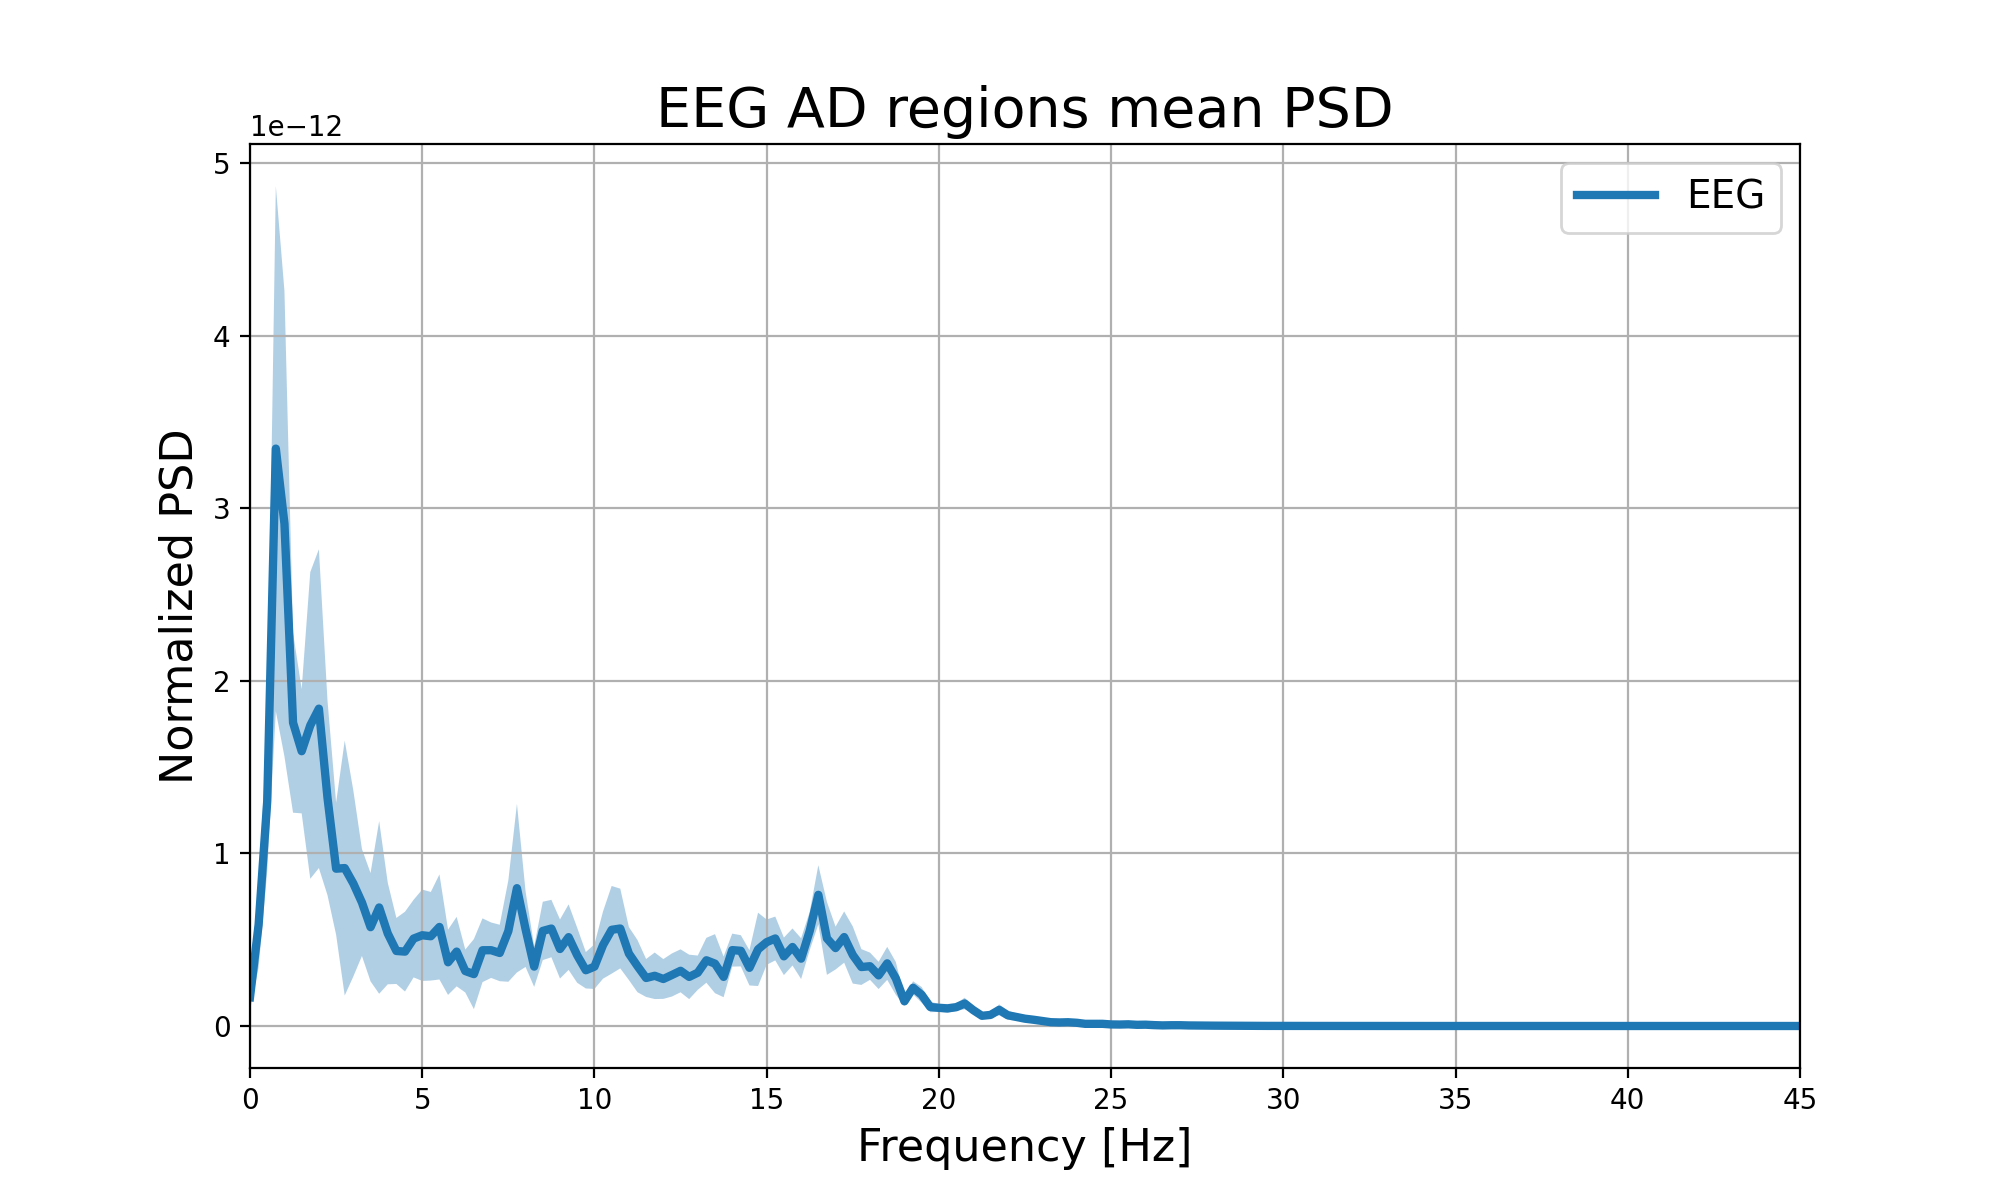 EEG AD regions mean PSD
1e−12
EEG
5
4
3
2
1
0
Normalized PSD
0 5 10 15 20 25 30 35 40 45
Frequency [Hz]